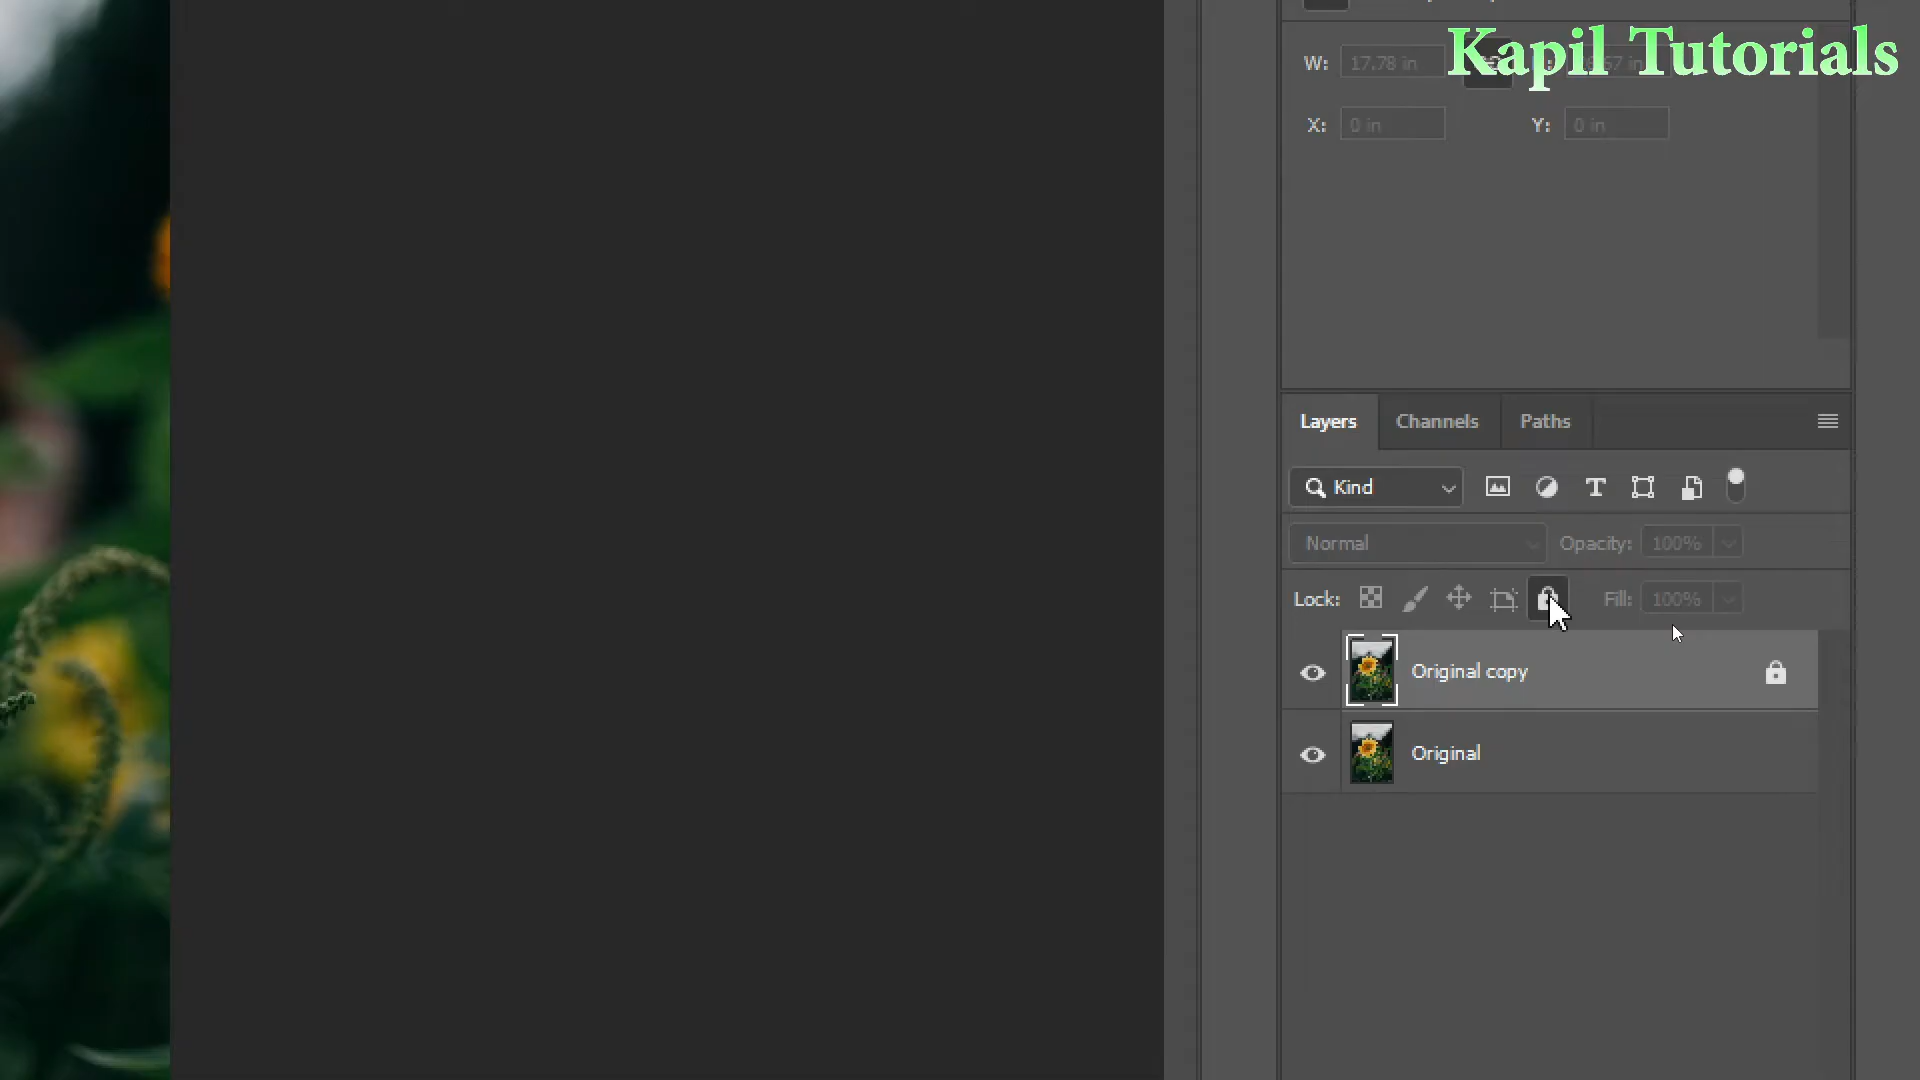 Kapil Tutorials
W: 17.78 in
X: 0 in Y: 0 in
Layers Channels Paths
Kind
Normal Opacity: 100%
Lock: Fill: 100%
Original copy
Original